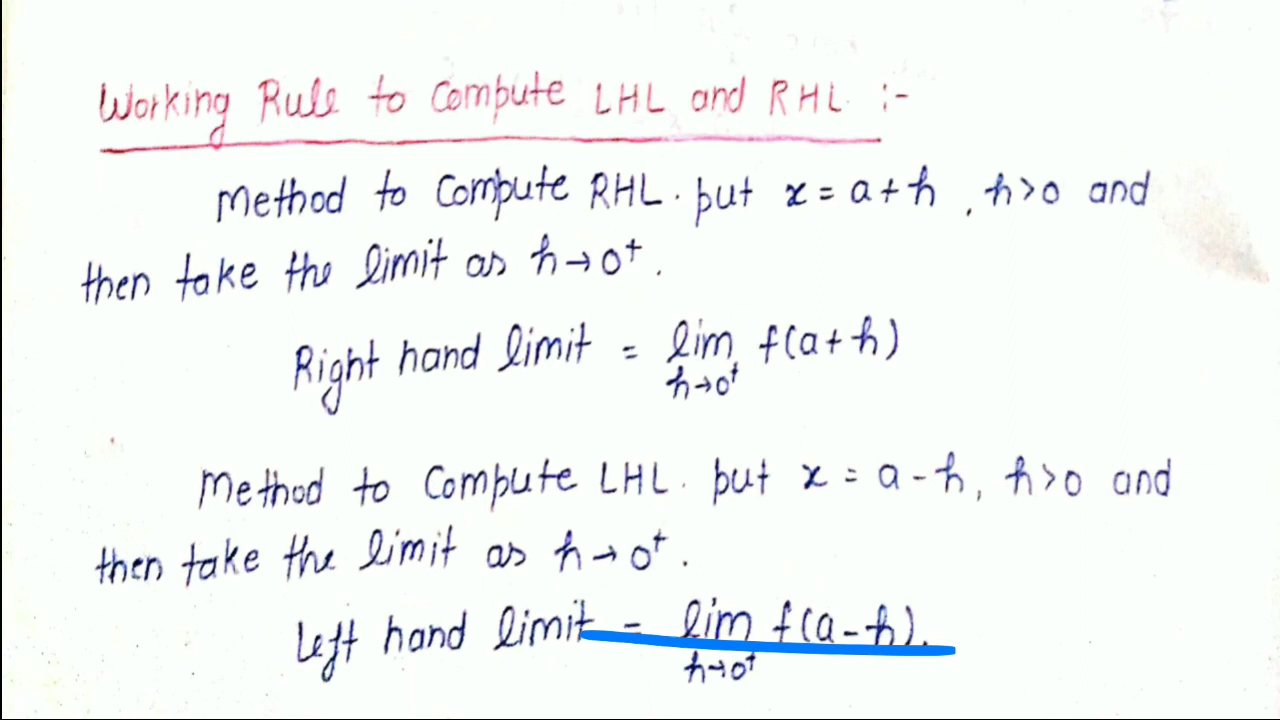 Working Rule to Compute LHL and RHL :-
Method to Compute RHL. put x = a + h, h>0 and
then take the limit as h→0⁺.
Right hand limit = lim f(a+h)
h→0⁺
Method to Compute LHL. put x = a - h, h>0 and
then take the limit as h→0⁺.
Left hand limit = lim f(a-h).
h→0⁺